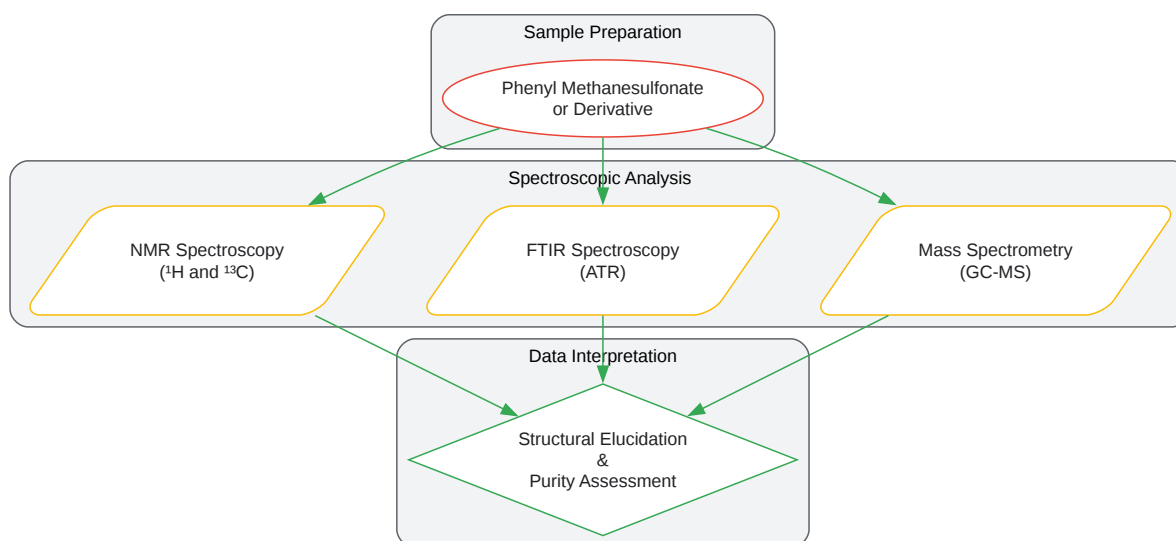 Sample Preparation
Phenyl Methanesulfonate
or Derivative
Spectroscopic Analysis
NMR Spectroscopy
(¹H and ¹³C)
FTIR Spectroscopy
(ATR)
Mass Spectrometry
(GC-MS)
Data Interpretation
Structural Elucidation
&
Purity Assessment